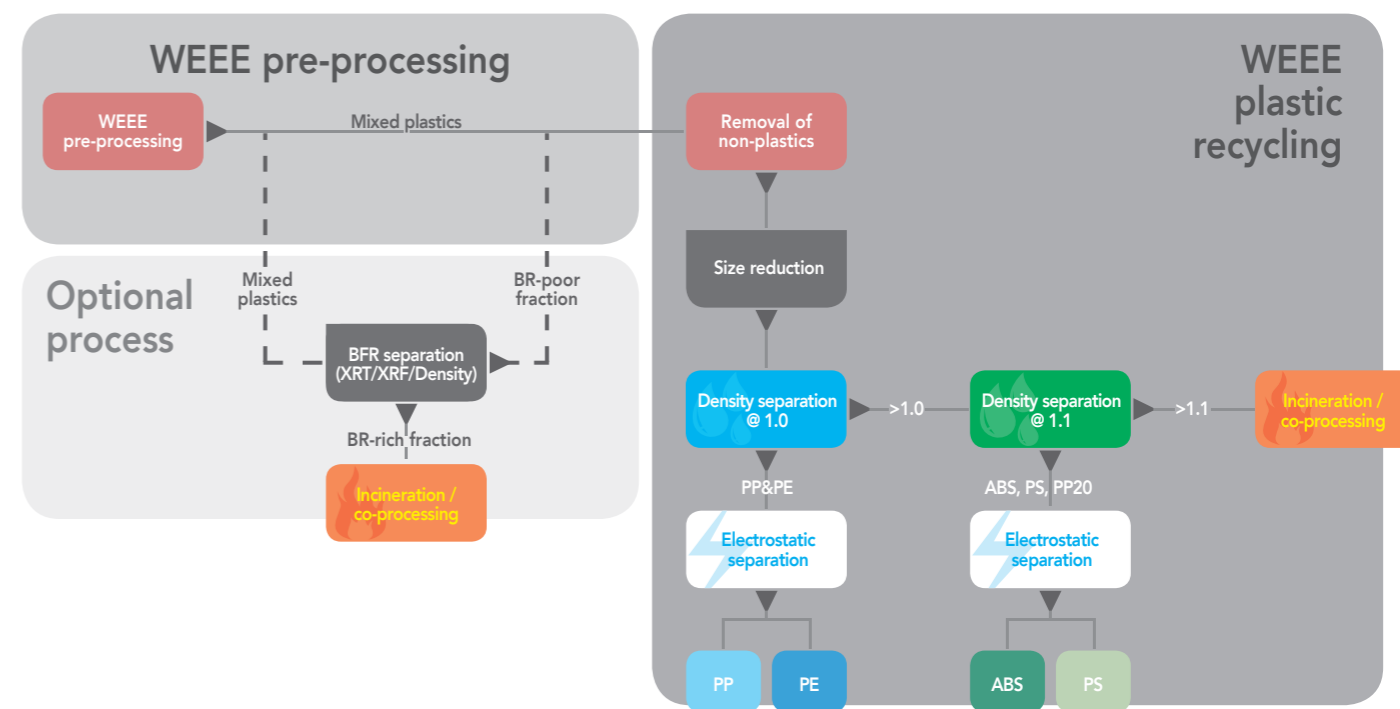 WEEE pre-processing
WEEE
pre-processing
Mixed plastics
Optional
process
Mixed
plastics
BR-poor
fraction
BFR separation
(XRT/XRF/Density)
BR-rich fraction
Incineration /
co-processing
WEEE
plastic
recycling
Removal of
non-plastics
Size reduction
Density separation
@ 1.0
>1.0
Density separation
@ 1.1
>1.1
Incineration /
co-processing
PP&PE
ABS, PS, PP20
Electrostatic
separation
Electrostatic
separation
PP
PE
ABS
PS